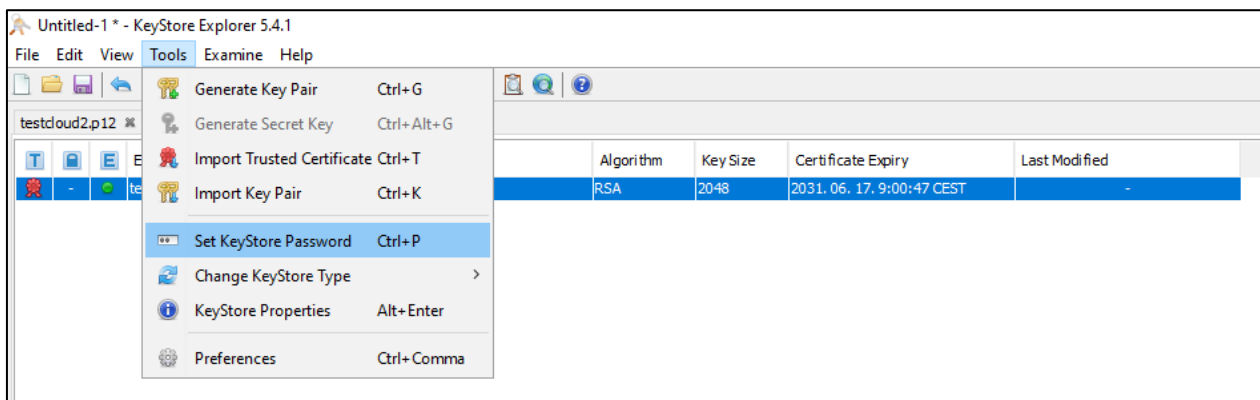 Untitled-1 * - KeyStore Explorer 5.4.1
File Edit View Tools Examine Help
Generate Key Pair Ctrl+G
testcloud2.p12
Generate Secret Key Ctrl+Alt+G
T E E Import Trusted Certificate Ctrl+T Algorithm Key Size Certificate Expiry Last Modified
- te Import Key Pair Ctrl+K RSA 2048 2031. 06. 17. 9:00:47 CEST -
Set KeyStore Password Ctrl+P
Change KeyStore Type
KeyStore Properties Alt+Enter
Preferences Ctrl+Comma